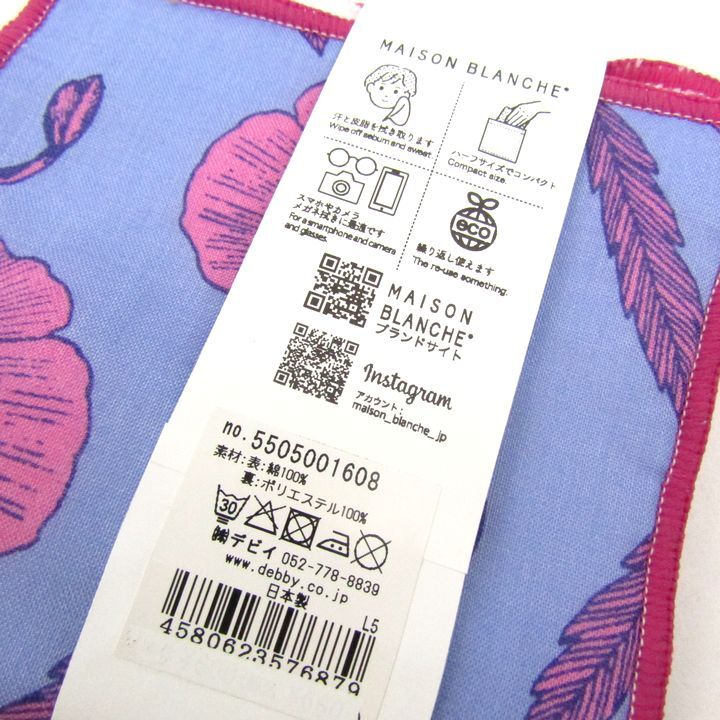 MAISON BLANCHE®
汗と皮脂を拭き取ります
Wipe off sebum and sweat.
ハーフサイズでコンパクト
Compact size.
スマホやカメラ
メガネ拭きに最適です
For a smartphone and camera
and glasses.
eco
繰り返し使えます
The re-use something.
MAISON
BLANCHE®
ブランドサイト
Instagram
アカウント:
maison_blanche_jp
no.5505001608
素材:表:綿100%
裏:ポリエステル100%
30
㈱デビイ 052-778-8839
www.debby.co.jp
日本製
L5
4580623576879